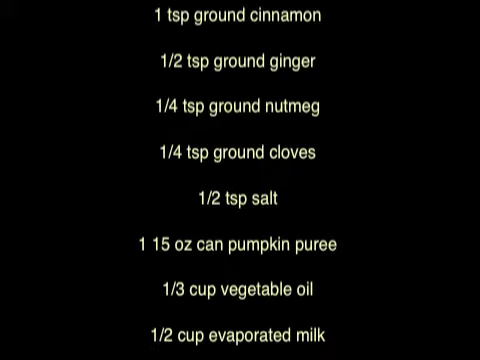 1 tsp ground cinnamon
1/2 tsp ground ginger
1/4 tsp ground nutmeg
1/4 tsp ground cloves
1/2 tsp salt
1 15 oz can pumpkin puree
1/3 cup vegetable oil
1/2 cup evaporated milk